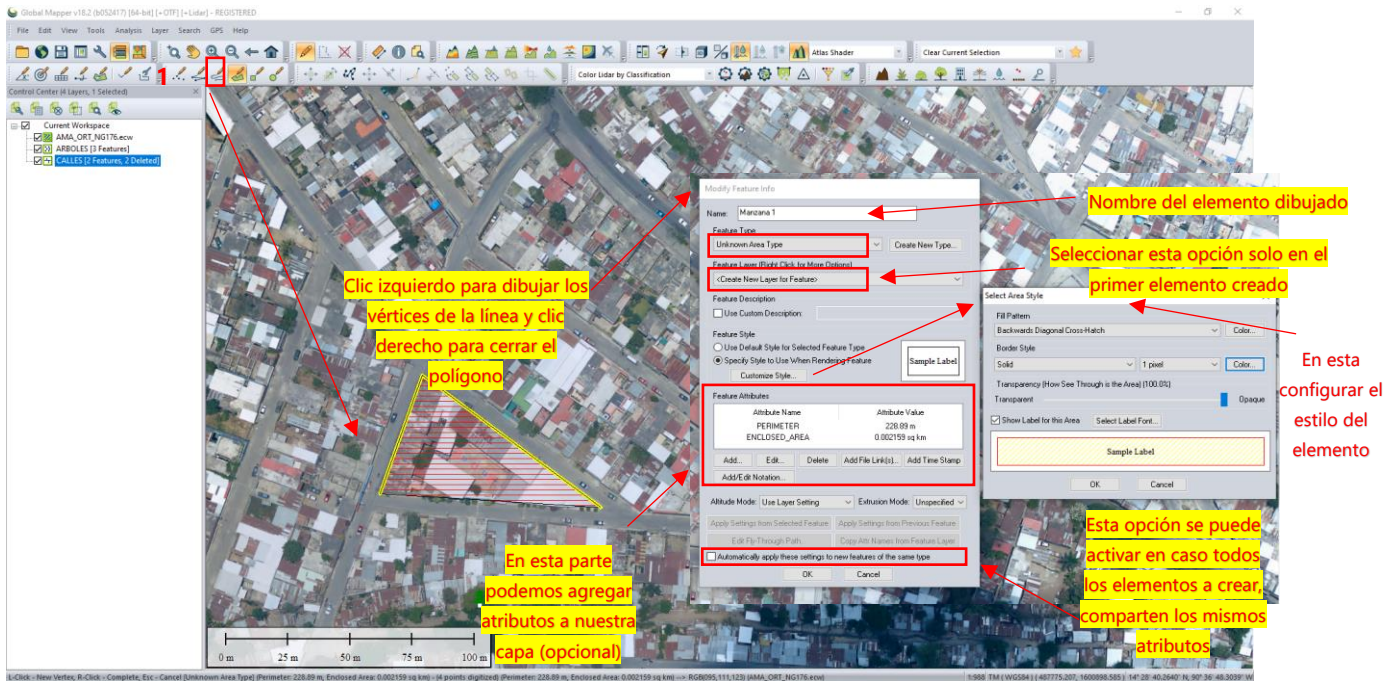 Global Mapper v18.2 (b052417) [64-bit] [+OTF] [+Lidar] - REGISTERED
File Edit View Tools Analysis Layer Search GPS Help
Atlas Shader
Clear Current Selection
1
Color Lidar by Classification
Control Center (4 Layers, 1 Selected)
Current Workspace
AMA_ORT_NG176.ecw
ARBOLES [3 Features]
CALLES [2 Features, 2 Deleted]
Clic izquierdo para dibujar los
vértices de la línea y clic
derecho para cerrar el
polígono
Modify Feature Info
Name: Manzana 1
Feature Type
Unknown Area Type
Create New Type...
Feature Layer (Right Click for More Options)
<Create New Layer for Feature>
Feature Description
Use Custom Description:
Feature Style
Use Default Style for Selected Feature Type
Specify Style to Use When Rendering Feature
Customize Style...
Sample Label
Feature Attributes
Attribute Name Attribute Value
PERIMETER 228.89 m
ENCLOSED_AREA 0.002159 sq km
Add... Edit... Delete Add File Link(s)... Add Time Stamp
Add/Edit Notation...
Altitude Mode: Use Layer Setting Extrusion Mode: Unspecified
Apply Settings from Selected Feature Apply Settings from Previous Feature
Edit Fly-Through Path... Copy Attr Names from Feature Layer
Automatically apply these settings to new features of the same type
OK Cancel
Nombre del elemento dibujado
Seleccionar esta opción solo en el
primer elemento creado
Select Area Style
Fill Pattern
Backwards Diagonal Cross-Hatch Color...
Border Style
Solid 1 pixel Color...
Transparency (How See Through is the Area) (100.0%)
Transparent Opaque
Show Label for this Area Select Label Font...
Sample Label
OK Cancel
En esta
configurar el
estilo del
elemento
En esta parte
podemos agregar
atributos a nuestra
capa (opcional)
Esta opción se puede
activar en caso todos
los elementos a crear,
comparten los mismos
atributos
0 m 25 m 50 m 75 m 100 m
L-Click - New Vertex, R-Click - Complete, Esc - Cancel [Unknown Area Type] (Perimeter: 228.89 m, Enclosed Area: 0.002159 sq km) - (4 points digitized) (Perimeter: 228.89 m, Enclosed Area: 0.002159 sq km) --> RGB(095,111,123) (AMA_ORT_NG176.ecw)
1:988 TM ( WGS84 ) ( 487775.207, 1600898.585 ) 14° 28' 40.2640" N, 90° 36' 48.3039" W